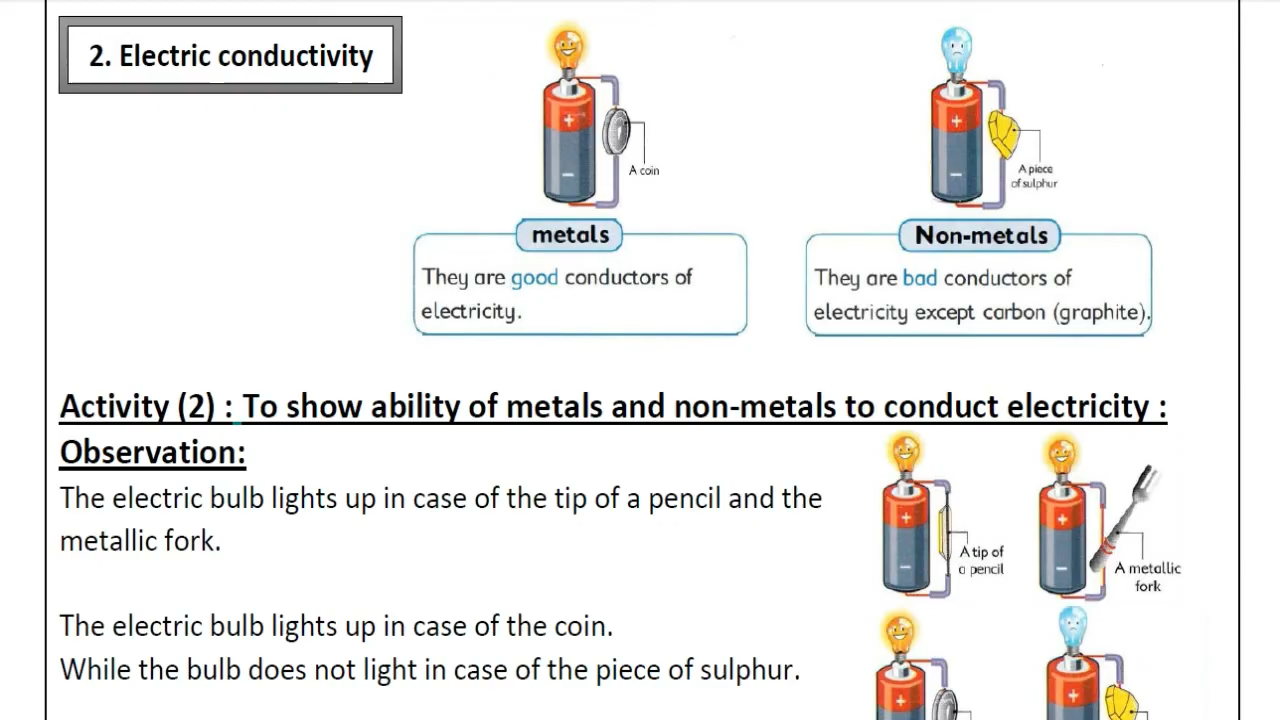 2. Electric conductivity
+
-
A coin
+
-
A piece
of sulphur
metals
They are good conductors of
electricity.
Non-metals
They are bad conductors of
electricity except carbon (graphite).
Activity (2) : To show ability of metals and non-metals to conduct electricity :
Observation:
The electric bulb lights up in case of the tip of a pencil and the
metallic fork.
+
-
A tip of
a pencil
+
-
A metallic
fork
The electric bulb lights up in case of the coin.
While the bulb does not light in case of the piece of sulphur.
+
+